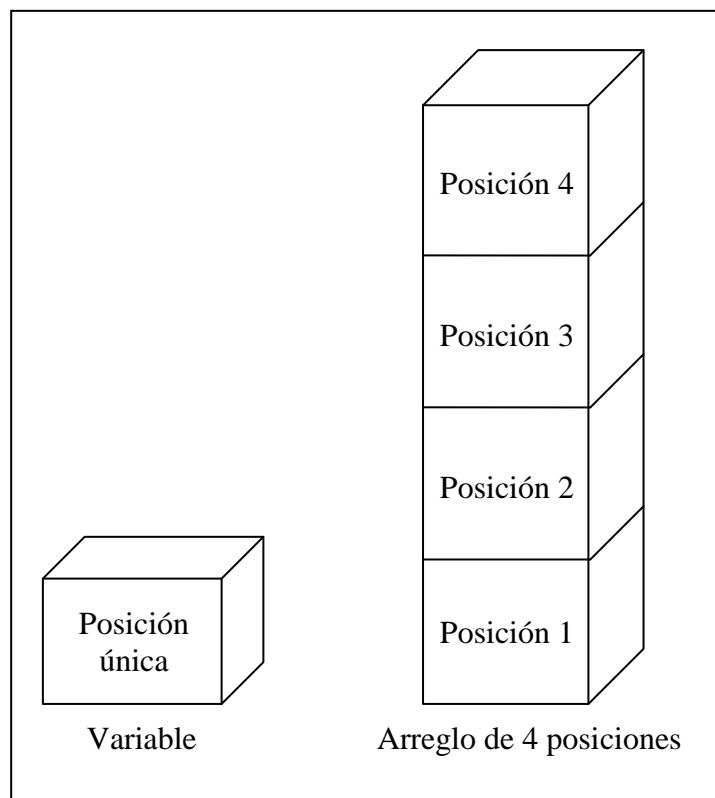 Posición 4
Posición 3
Posición 2
Posición 1
Posición
única
Variable
Arreglo de 4 posiciones